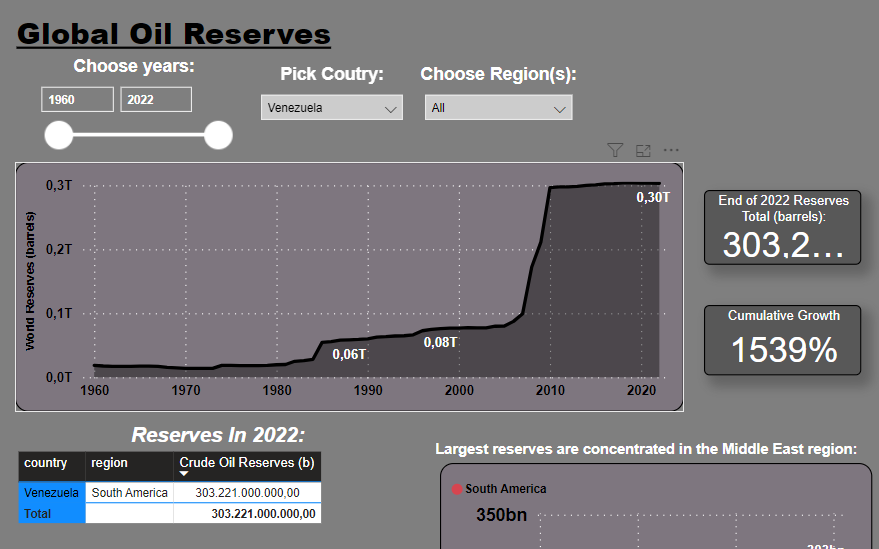 Global Oil Reserves
Choose years:
1960
2022
Pick Coutry:
Venezuela
Choose Region(s):
All
World Reserves (barrels)
0,3T
0,2T
0,1T
0,0T
0,06T
0,08T
0,30T
1960
1970
1980
1990
2000
2010
2020
End of 2022 Reserves
Total (barrels):
303,2...
Cumulative Growth
1539%
Reserves In 2022:
country region Crude Oil Reserves (b)
Venezuela South America 303.221.000.000,00
Total 303.221.000.000,00
Largest reserves are concentrated in the Middle East region:
South America
350bn